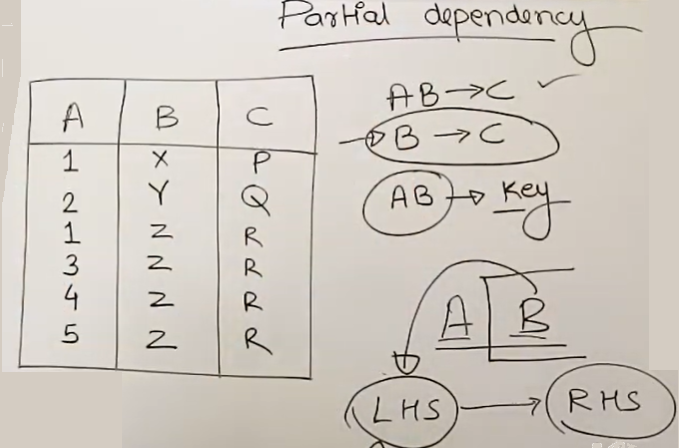 Partial dependency
A B C
1 X P
2 Y Q
1 Z R
3 Z R
4 Z R
5 Z R
AB→C ✓
→B→C
AB → Key
A B
LHS → RHS